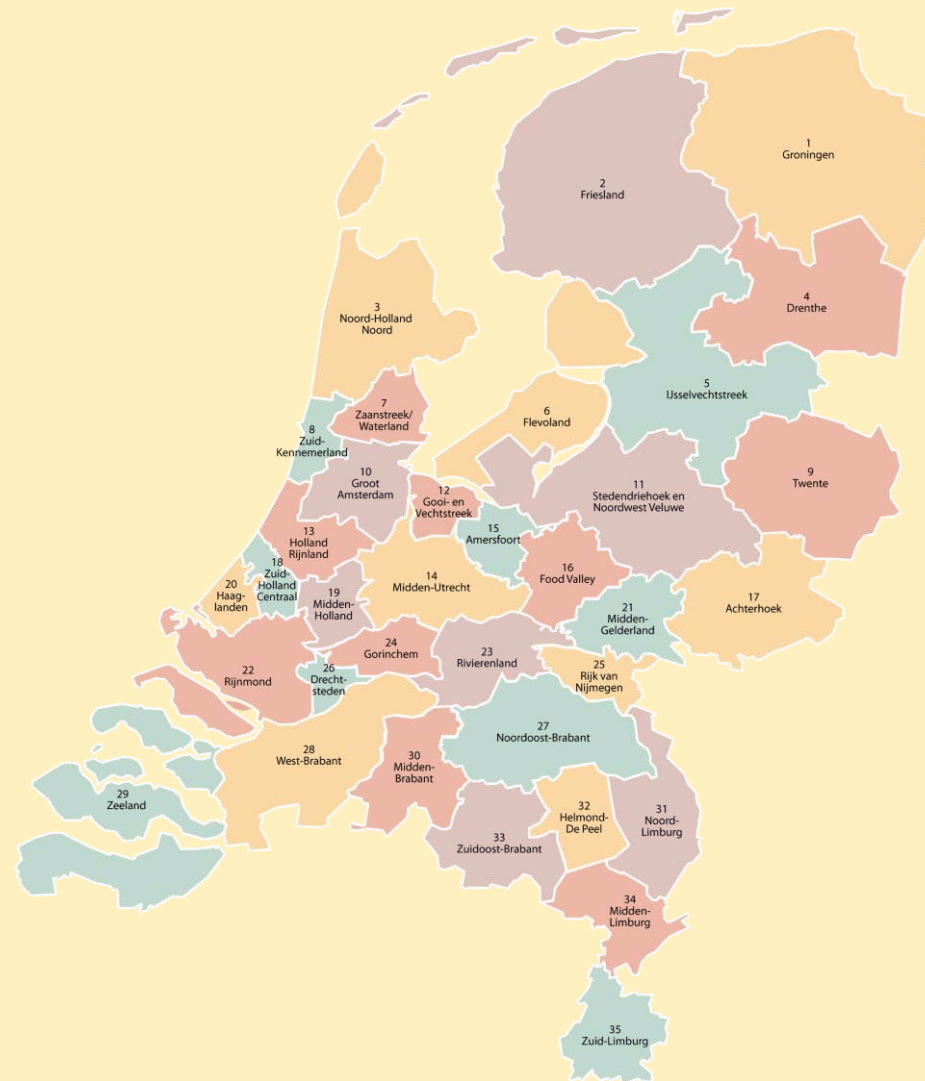 1
Groningen
2
Friesland
3
Noord-Holland
Noord
4
Drenthe
5
IJsselvechtstreek
6
Flevoland
7
Zaanstreek/
Waterland
8
Zuid-
Kennemerland
9
Twente
10
Groot
Amsterdam
11
Stedendriehoek en
Noordwest Veluwe
12
Gooi- en
Vechtstreek
13
Holland
Rijnland
14
Midden-Utrecht
15
Amersfoort
16
Food Valley
17
Achterhoek
18
Zuid-
Holland
Centraal
19
Midden-
Holland
20
Haag-
landen
21
Midden-
Gelderland
22
Rijnmond
23
Rivierenland
24
Gorinchem
25
Rijk van
Nijmegen
26
Drecht-
steden
27
Noordoost-Brabant
28
West-Brabant
29
Zeeland
30
Midden-
Brabant
31
Noord-
Limburg
32
Helmond-
De Peel
33
Zuidoost-Brabant
34
Midden-
Limburg
35
Zuid-Limburg